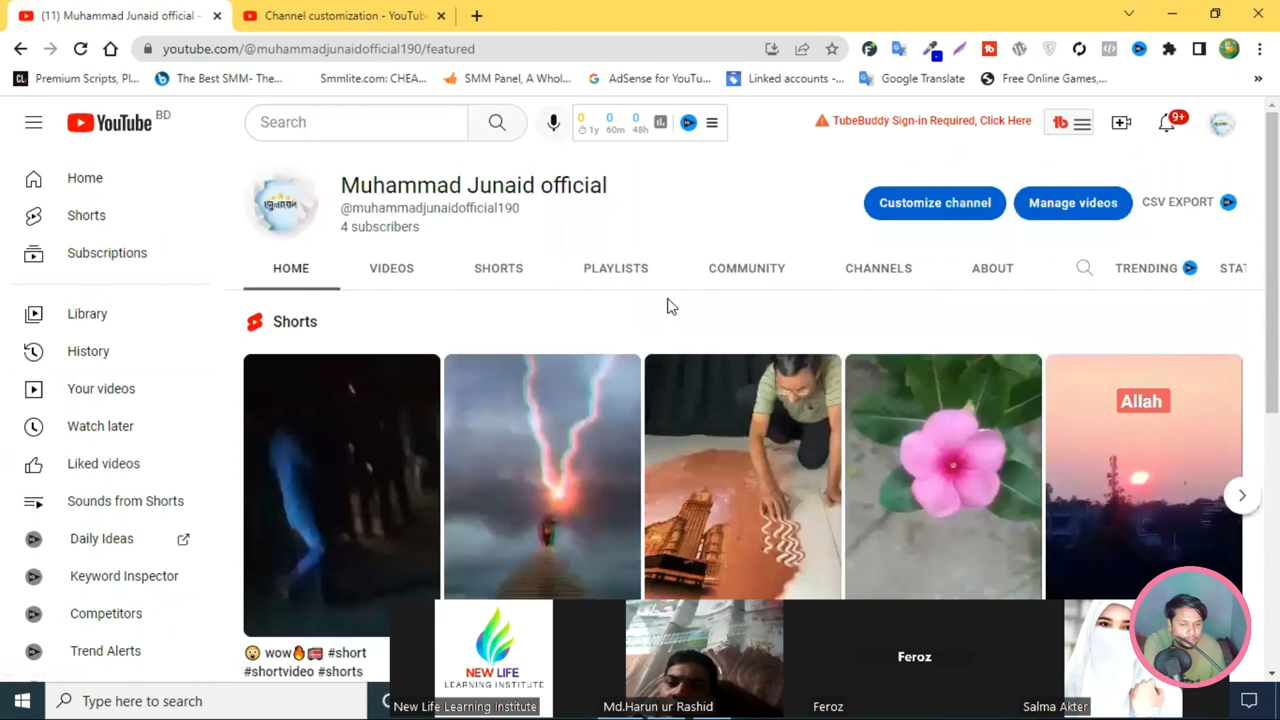 (11) Muhammad Junaid official -
Channel customization - YouTube
youtube.com/@muhammadjunaidofficial190/featured
Premium Scripts, Pl...
The Best SMM- The...
Smmlite.com: CHEA...
SMM Panel, A Whol...
AdSense for YouTu...
Linked accounts -...
Google Translate
Free Online Games,...
YouTube BD
Search
0 0 0
1y 60m 48h
TubeBuddy Sign-in Required, Click Here
tb
9+
Muhammad Junaid official
@muhammadjunaidofficial190
4 subscribers
Customize channel
Manage videos
CSV EXPORT
HOME VIDEOS SHORTS PLAYLISTS COMMUNITY CHANNELS ABOUT TRENDING STAT
Home
Shorts
Subscriptions
Library
History
Your videos
Watch later
Liked videos
Sounds from Shorts
Daily Ideas
Keyword Inspector
Competitors
Trend Alerts
Shorts
Allah
wow #short
#shortvideo #shorts
NEW LIFE
LEARNING INSTITUTE
New Life Learning Institute
Md.Harun ur Rashid
Feroz
Feroz
Salma Akter
Type here to search